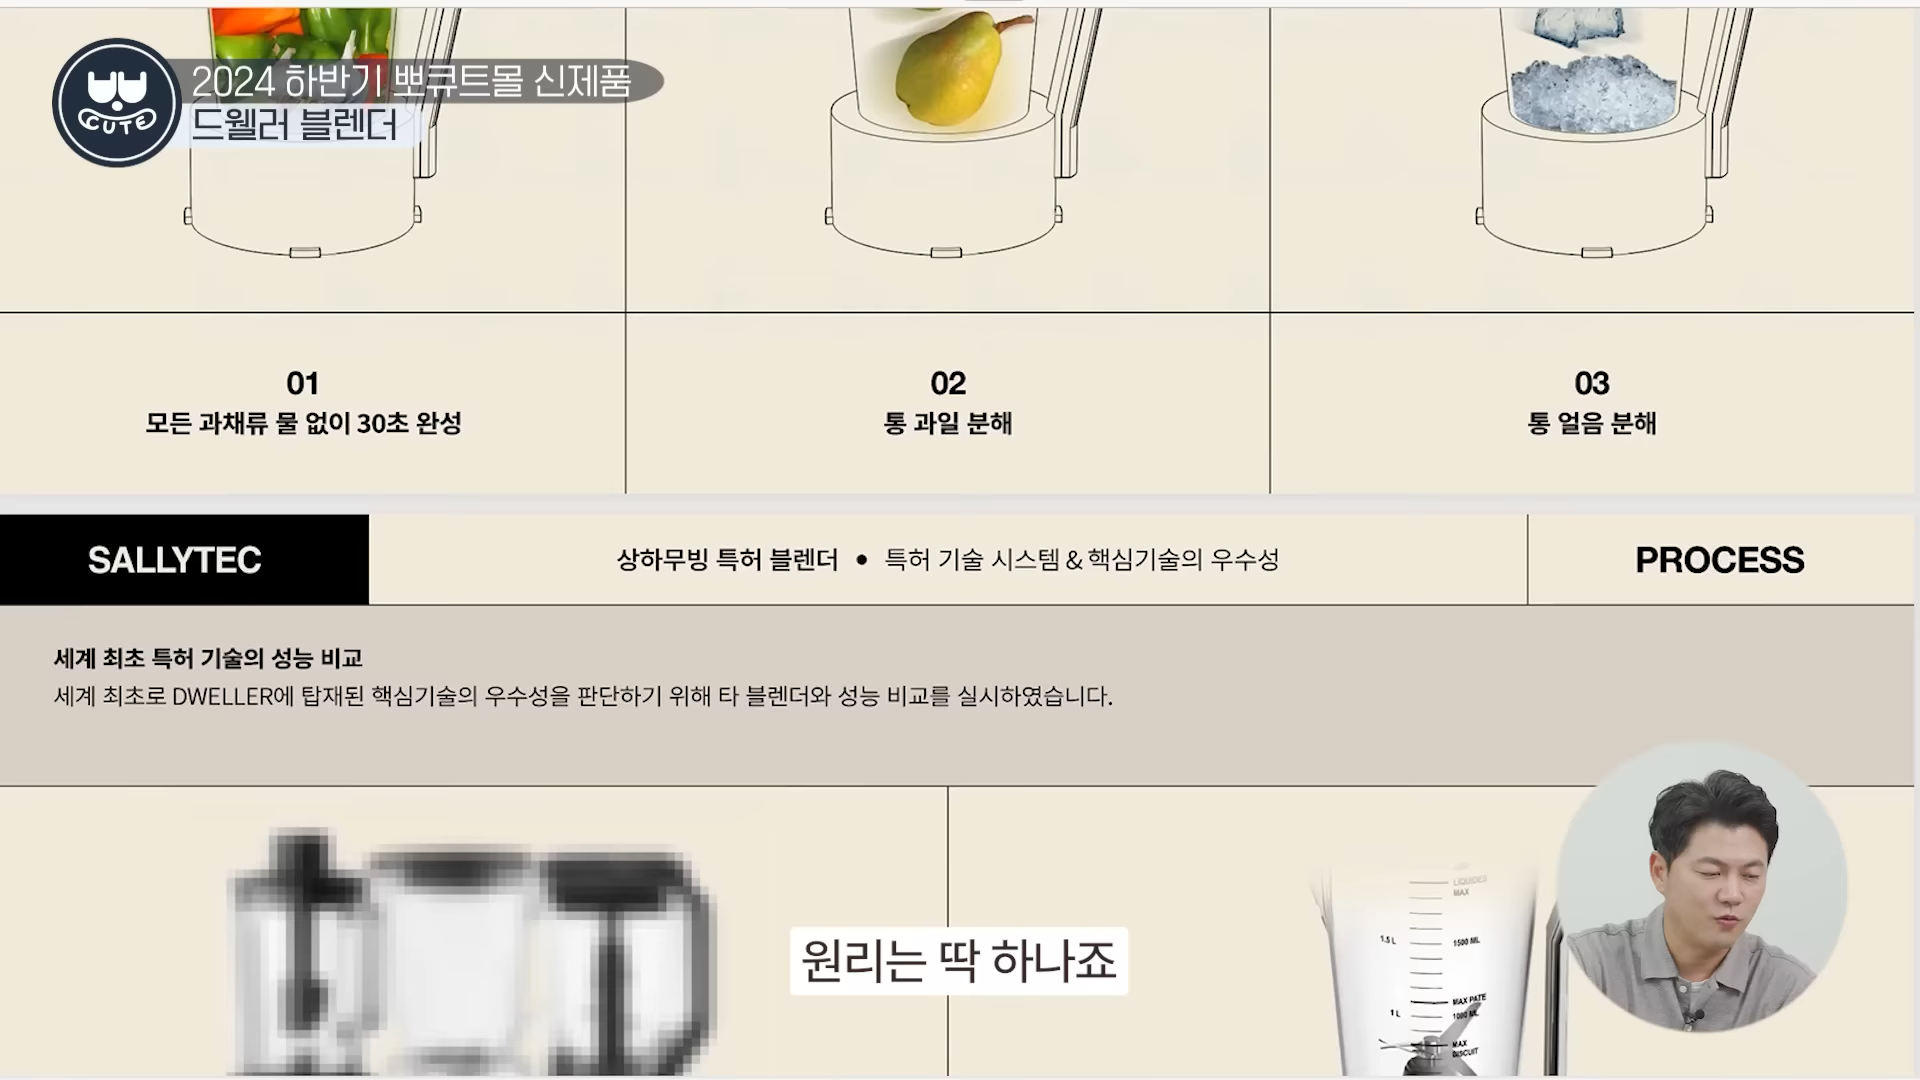 CUTE
2024 하반기 뽀큐트몰 신제품
드웰러 블렌더
01
모든 과채류 물 없이 30초 완성
02
통 과일 분해
03
통 얼음 분해
SALLYTEC
상하무빙 특허 블렌더 • 특허 기술 시스템 & 핵심기술의 우수성
PROCESS
세계 최초 특허 기술의 성능 비교
세계 최초로 DWELLER에 탑재된 핵심기술의 우수성을 판단하기 위해 타 블렌더와 성능 비교를 실시하였습니다.
원리는 딱 하나죠
LIQUIDES
MAX
1.5 L
1500 ML
MAX PATE
1 L
1000 ML
MAX
BISCUIT